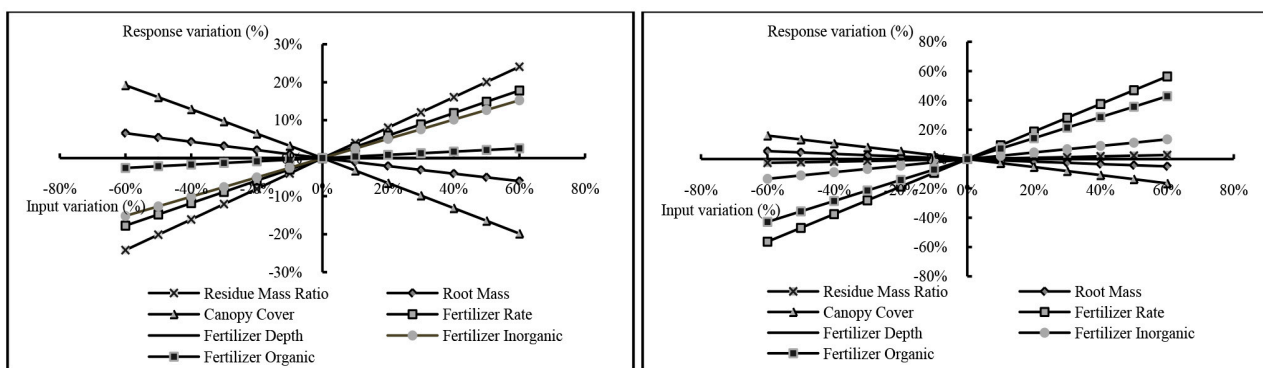 Response variation (%)
30%
20%
10%
0%
-10%
-20%
-30%
-80%
-60%
-40%
-20%
0%
20%
40%
60%
80%
Input variation (%)
Residue Mass Ratio
Root Mass
Canopy Cover
Fertilizer Rate
Fertilizer Depth
Fertilizer Inorganic
Fertilizer Organic
Response variation (%)
80%
60%
40%
20%
0%
-20%
-40%
-60%
-80%
-80%
-60%
-40%
-20%
0%
20%
40%
60%
80%
Input variation (%)
Residue Mass Ratio
Root Mass
Canopy Cover
Fertilizer Rate
Fertilizer Depth
Fertilizer Inorganic
Fertilizer Organic